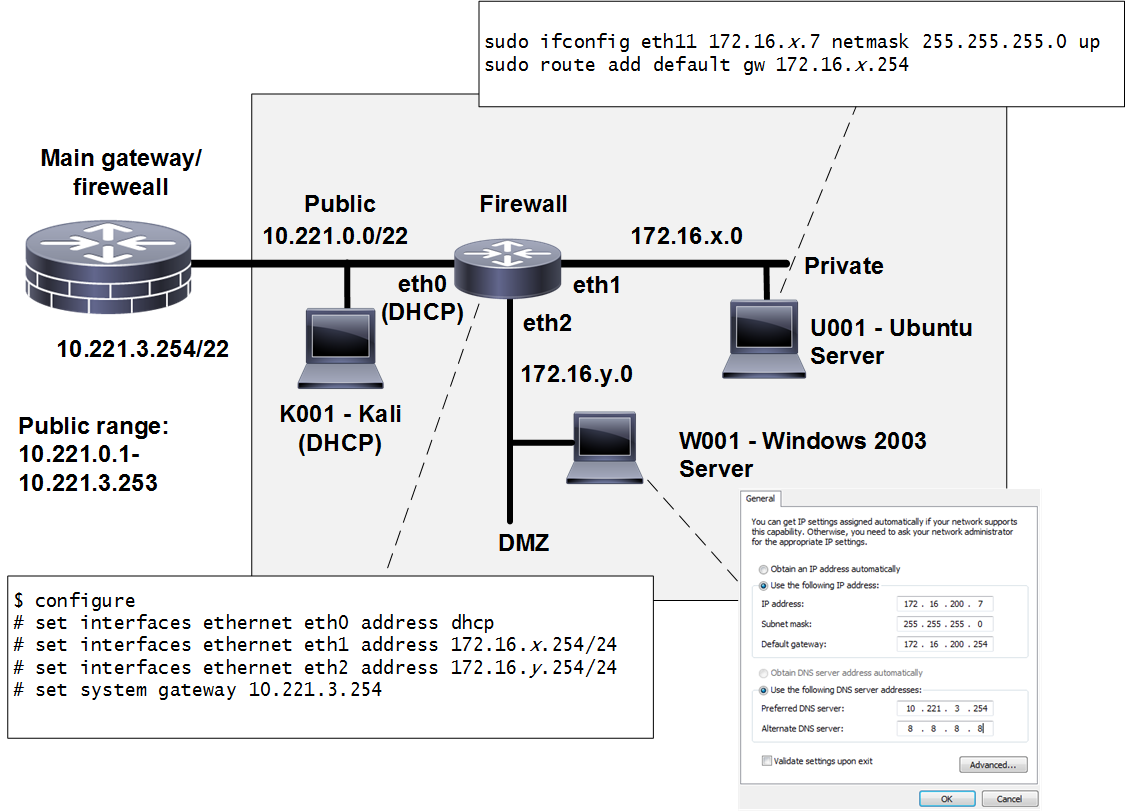 sudo ifconfig eth11 172.16.x.7 netmask 255.255.255.0 up
sudo route add default gw 172.16.x.254
Main gateway/
fireweall
Public
10.221.0.0/22
Firewall
172.16.x.0
Private
eth0
(DHCP)
eth1
eth2
10.221.3.254/22
U001 - Ubuntu
Server
172.16.y.0
K001 - Kali
(DHCP)
Public range:
10.221.0.1-
10.221.3.253
W001 - Windows 2003
Server
DMZ
$ configure
# set interfaces ethernet eth0 address dhcp
# set interfaces ethernet eth1 address 172.16.x.254/24
# set interfaces ethernet eth2 address 172.16.y.254/24
# set system gateway 10.221.3.254
General
You can get IP settings assigned automatically if your network supports
this capability. Otherwise, you need to ask your network administrator
for the appropriate IP settings.
Obtain an IP address automatically
Use the following IP address:
IP address: 172 . 16 . 200 . 7
Subnet mask: 255 . 255 . 255 . 0
Default gateway: 172 . 16 . 200 . 254
Obtain DNS server address automatically
Use the following DNS server addresses:
Preferred DNS server: 10 . 221 . 3 . 254
Alternate DNS server: 8 . 8 . 8 . 8
Validate settings upon exit
Advanced...
OK
Cancel